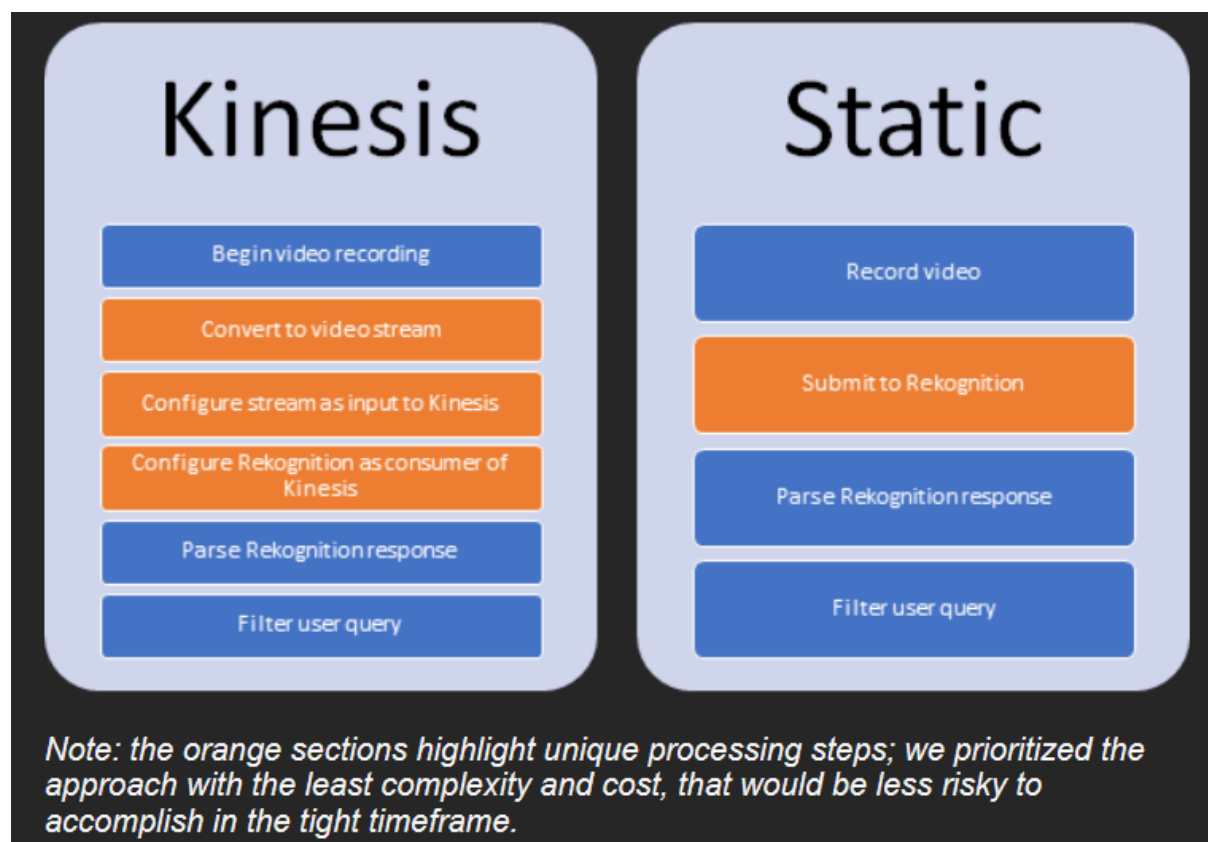 Kinesis
Begin video recording
Convert to video stream
Configure stream as input to Kinesis
Configure Rekognition as consumer of
Kinesis
Parse Rekognition response
Filter user query
Static
Record video
Submit to Rekognition
Parse Rekognition response
Filter user query
Note: the orange sections highlight unique processing steps; we prioritized the
approach with the least complexity and cost, that would be less risky to
accomplish in the tight timeframe.